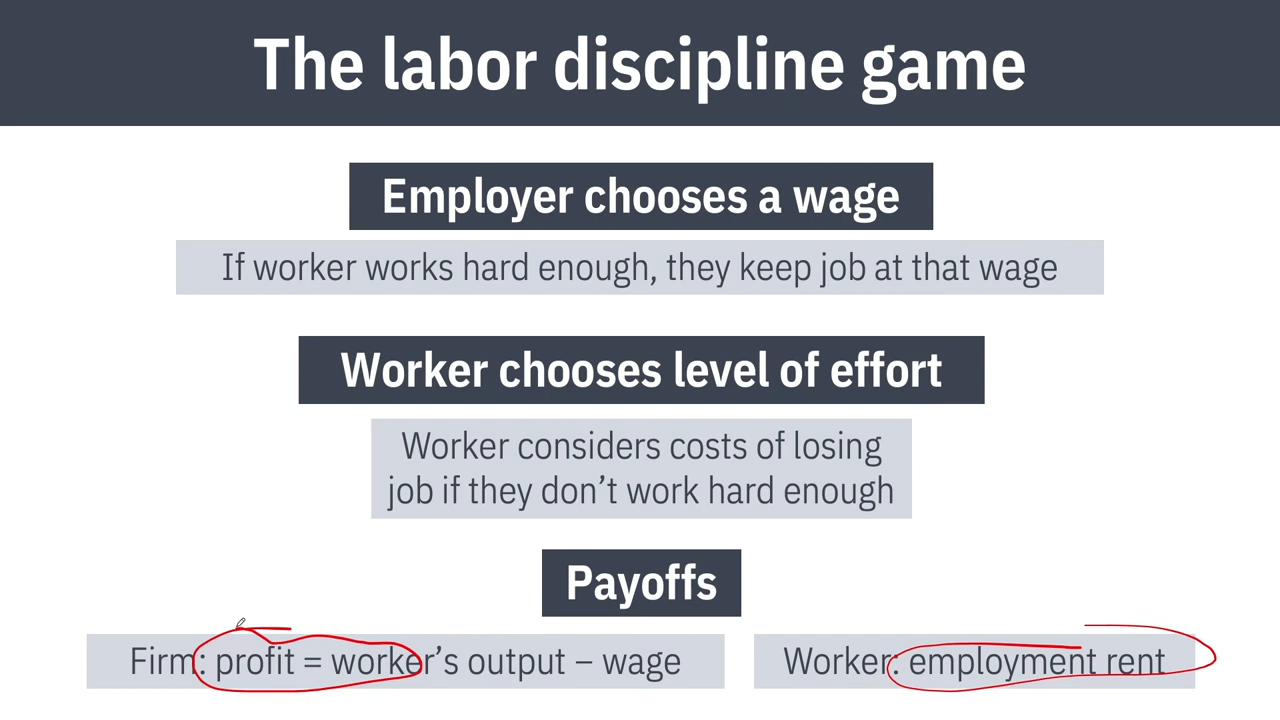 The labor discipline game
Employer chooses a wage
If worker works hard enough, they keep job at that wage
Worker chooses level of effort
Worker considers costs of losing
job if they don’t work hard enough
Payoffs
Firm: profit = worker’s output – wage
Worker: employment rent